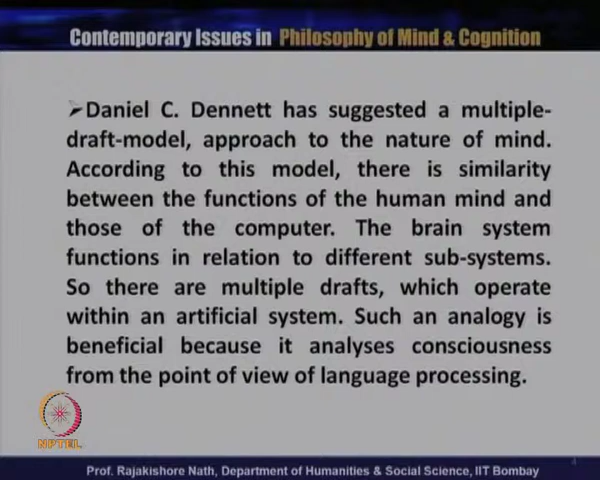 Contemporary Issues in Philosophy of Mind & Cognition
➢Daniel C. Dennett has suggested a multiple-
draft-model, approach to the nature of mind.
According to this model, there is similarity
between the functions of the human mind and
those of the computer. The brain system
functions in relation to different sub-systems.
So there are multiple drafts, which operate
within an artificial system. Such an analogy is
beneficial because it analyses consciousness
from the point of view of language processing.
NPTEL
4
Prof. Rajakishore Nath, Department of Humanities & Social Science, IIT Bombay